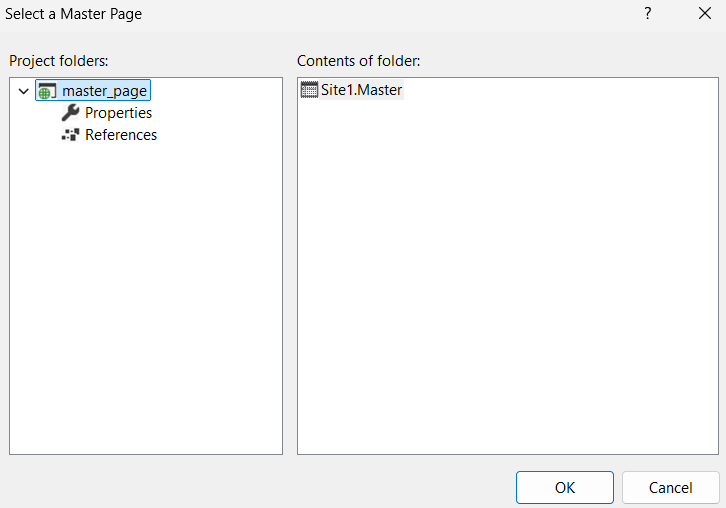 Select a Master Page
?
Project folders:
Contents of folder:
master_page
Properties
References
Site1.Master
OK
Cancel